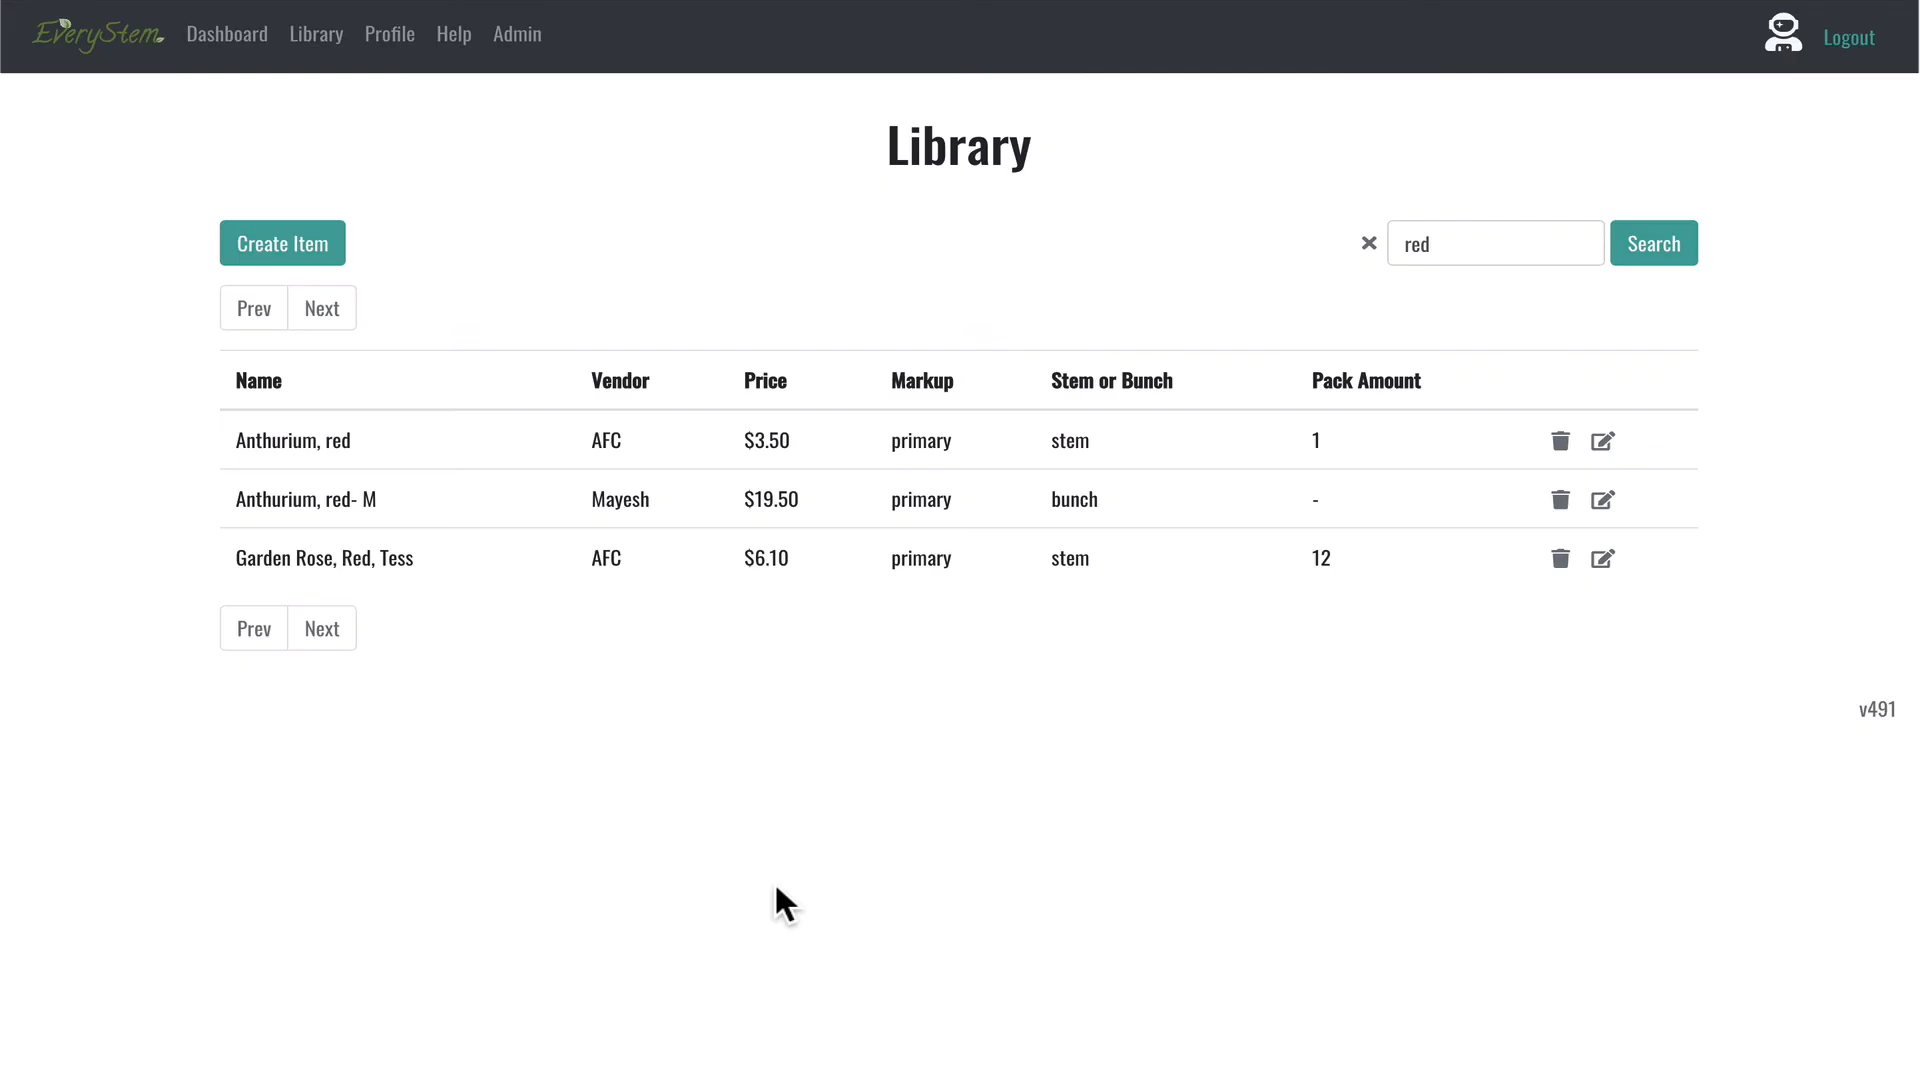 EveryStem Dashboard Library Profile Help Admin Logout
Library
Create Item red Search
Prev Next
Name Vendor Price Markup Stem or Bunch Pack Amount
Anthurium, red AFC $3.50 primary stem 1
Anthurium, red- M Mayesh $19.50 primary bunch -
Garden Rose, Red, Tess AFC $6.10 primary stem 12
Prev Next
v491